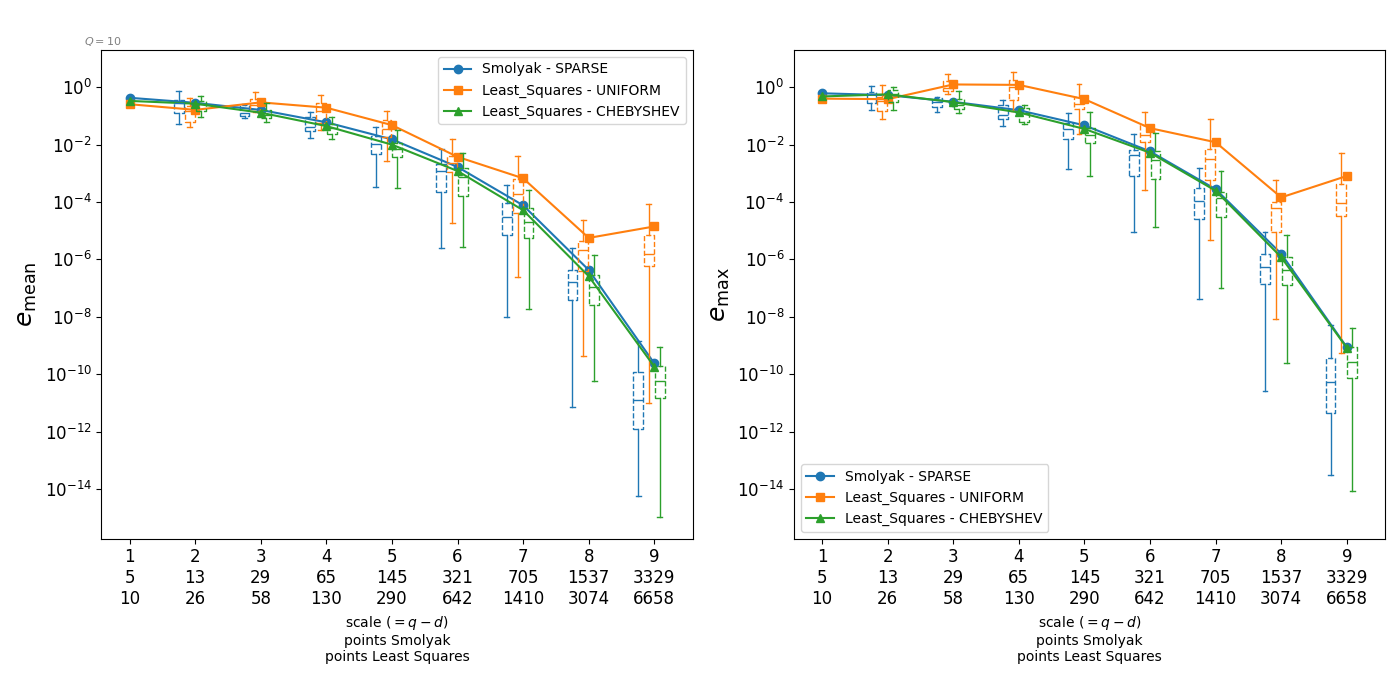 Q = 10
10^0
10^-2
10^-4
10^-6
10^-8
10^-10
10^-12
10^-14
e_mean
Smolyak - SPARSE
Least_Squares - UNIFORM
Least_Squares - CHEBYSHEV
1 2 3 4 5 6 7 8 9
5 13 29 65 145 321 705 1537 3329
10 26 58 130 290 642 1410 3074 6658
scale (= q − d)
points Smolyak
points Least Squares
10^0
10^-2
10^-4
10^-6
10^-8
10^-10
10^-12
10^-14
e_max
Smolyak - SPARSE
Least_Squares - UNIFORM
Least_Squares - CHEBYSHEV
1 2 3 4 5 6 7 8 9
5 13 29 65 145 321 705 1537 3329
10 26 58 130 290 642 1410 3074 6658
scale (= q − d)
points Smolyak
points Least Squares